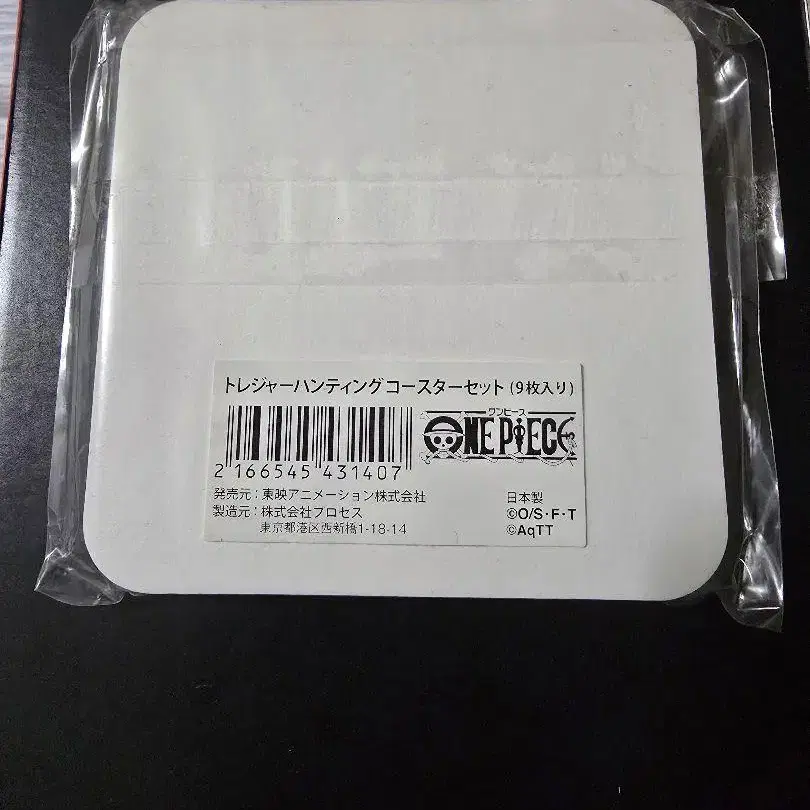 トレジャーハンティングコースターセット (9枚入り)
ワンピース
ONE PIECE
2 166545 431407
発売元：東映アニメーション株式会社
製造元：株式会社プロセス
東京都港区西新橋1-18-14
日本製
©O/S・F・T
©AqTT